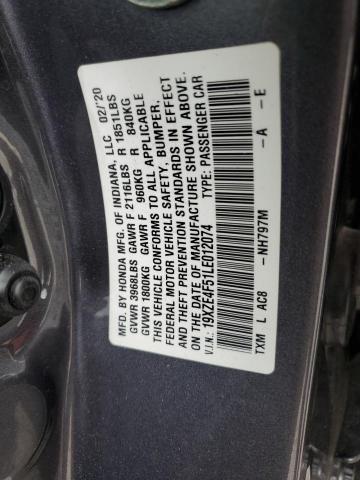 MFD. BY HONDA MFG. OF INDIANA, LLC 02/'20
GVWR 3968LBS GAWR F 2116LBS R 1851LBS
GVWR 1800KG GAWR F 960KG R 840KG
THIS VEHICLE CONFORMS TO ALL APPLICABLE
FEDERAL MOTOR VEHICLE SAFETY, BUMPER,
AND THEFT PREVENTION STANDARDS IN EFFECT
ON THE DATE OF MANUFACTURE SHOWN ABOVE.
V.I.N.: 19XZE4F51LE012074 TYPE: PASSENGER CAR
TXM L AC8 -NH797M -A -E